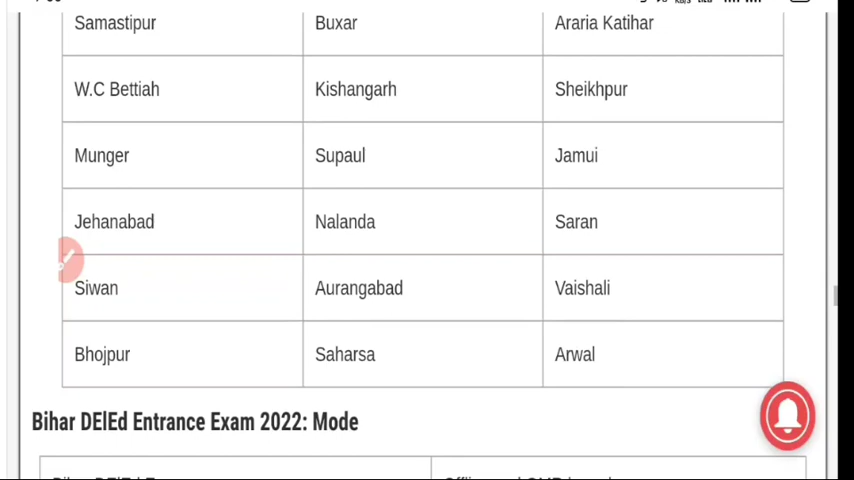 Samastipur Buxar Araria Katihar
W.C Bettiah Kishangarh Sheikhpur
Munger Supaul Jamui
Jehanabad Nalanda Saran
Siwan Aurangabad Vaishali
Bhojpur Saharsa Arwal
Bihar DElEd Entrance Exam 2022: Mode